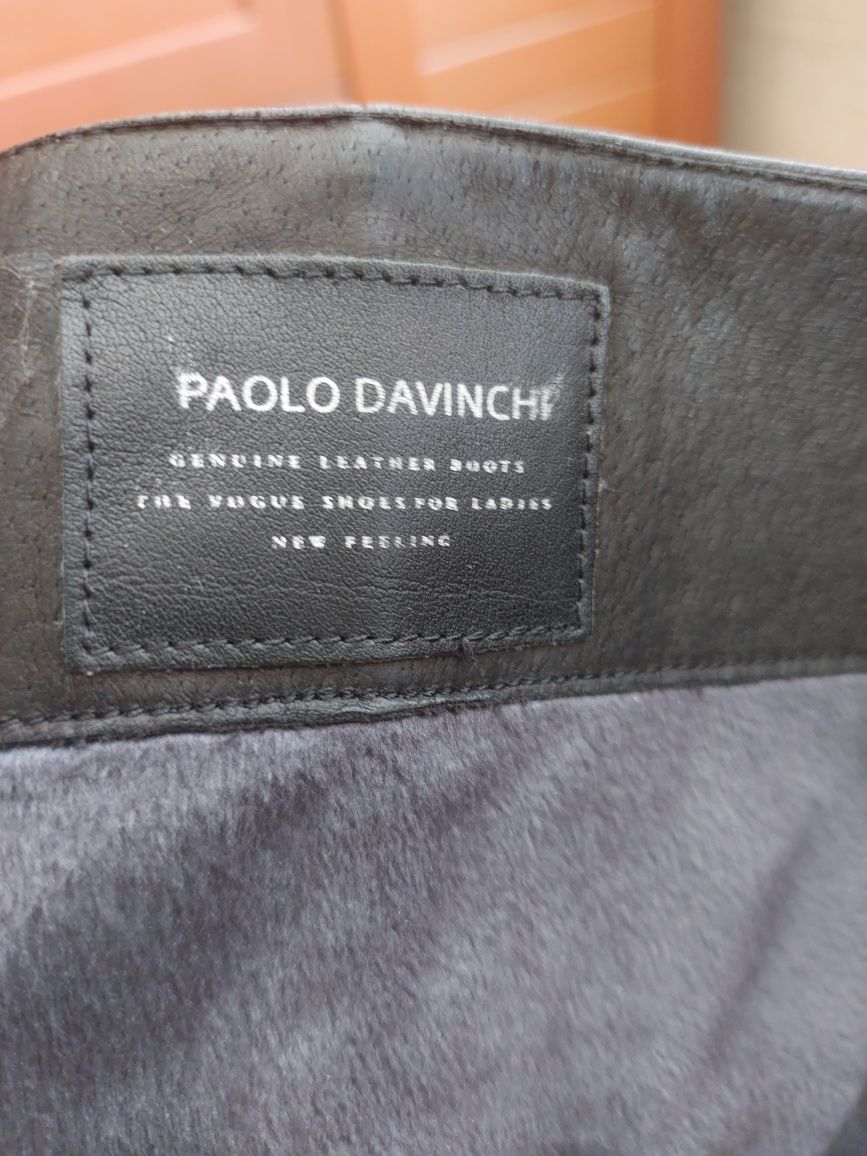 PAOLO DAVINCHI
GENUINE LEATHER BOOTS
THE VOGUE SHOES FOR LADIES
NEW FEELING